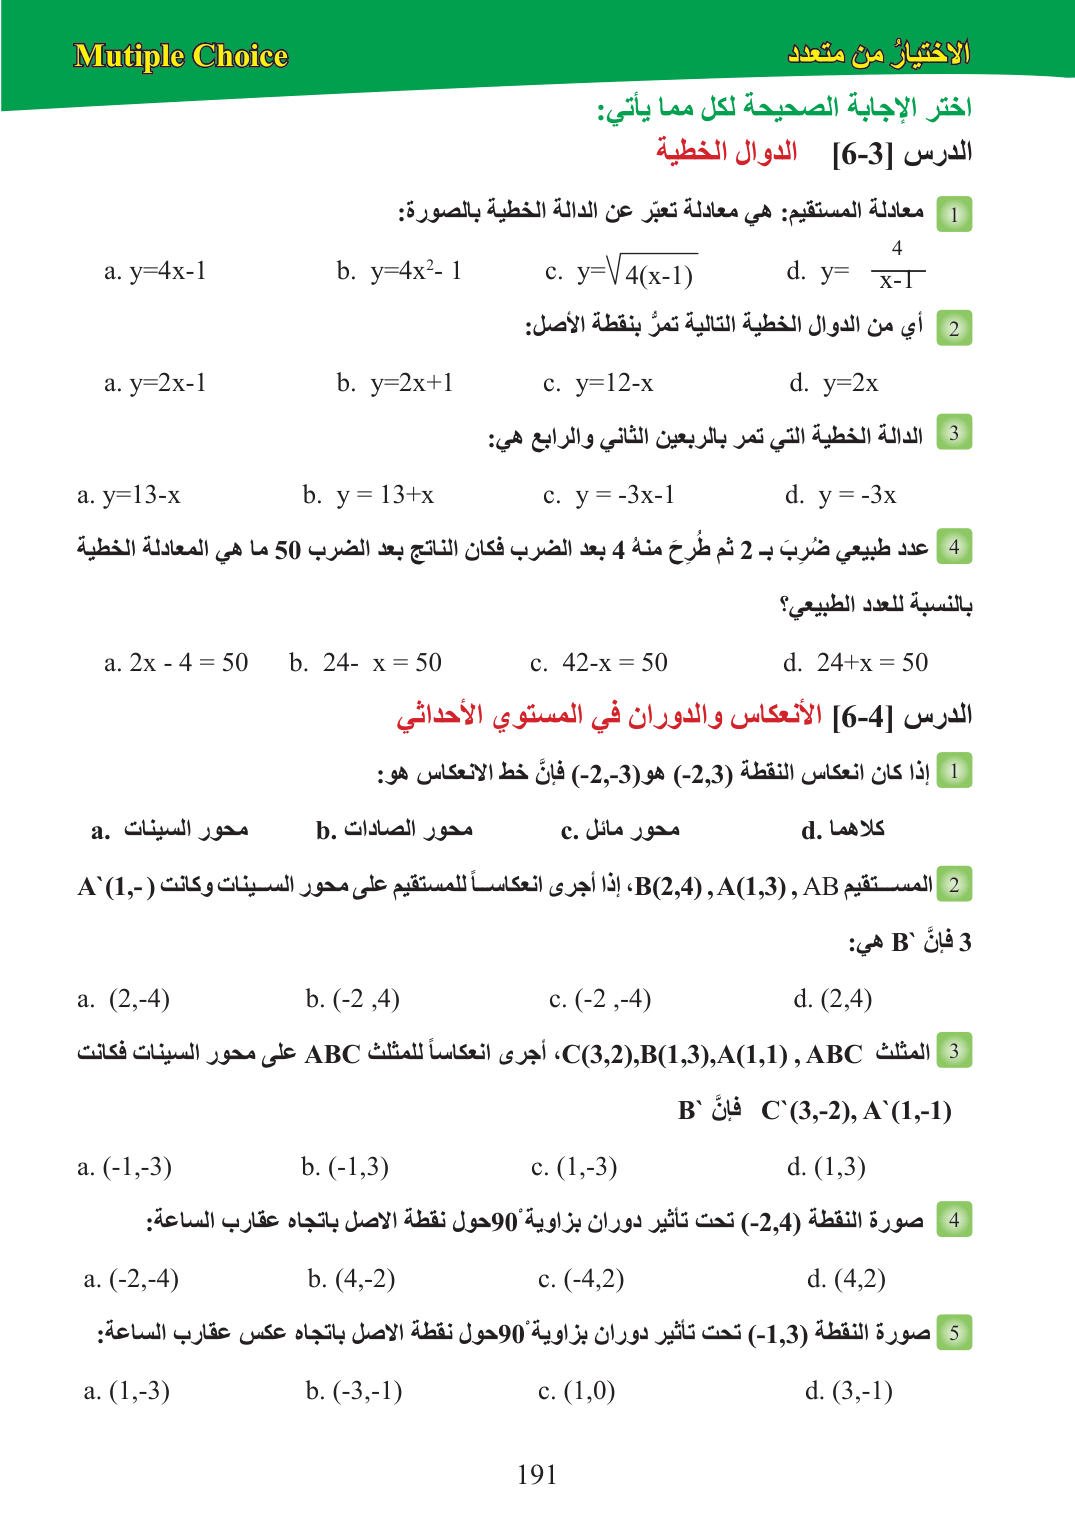 الاختيارُ من متعدد Mutiple Choice
اختر الإجابة الصحيحة لكل مما يأتي:
الدرس [6-3] الدوال الخطية
1 معادلة المستقيم: هي معادلة تعبّر عن الدالة الخطية بالصورة:
a. y=4x-1 b. y=4x²- 1 c. y=√4(x-1) d. y= 4/x-1
2 أي من الدوال الخطية التالية تمرُّ بنقطة الأصل:
a. y=2x-1 b. y=2x+1 c. y=12-x d. y=2x
3 الدالة الخطية التي تمر بالربعين الثاني والرابع هي:
a. y=13-x b. y = 13+x c. y = -3x-1 d. y = -3x
4 عدد طبيعي ضُرِبَ بـ 2 ثم طُرِحَ منهُ 4 بعد الضرب فكان الناتج بعد الضرب 50 ما هي المعادلة الخطية
بالنسبة للعدد الطبيعي؟
a. 2x - 4 = 50 b. 24- x = 50 c. 42-x = 50 d. 24+x = 50
الدرس [6-4] الأنعكاس والدوران في المستوي الأحداثي
1 إذا كان انعكاس النقطة (-2,3) هو(-2,-3) فإنَّ خط الانعكاس هو:
a. محور السينات b. محور الصادات c. محور مائل d. كلاهما
2 المســتقيم AB , A(1,3) , B(2,4)، إذا أجرى انعكاســاً للمستقيم على محور الســينات وكانت A`(1,- )
3 فإنَّ B` هي:
a. (2,-4) b. (-2 ,4) c. (-2 ,-4) d. (2,4)
3 المثلث C(3,2),B(1,3),A(1,1) , ABC، أجرى انعكاساً للمثلث ABC على محور السينات فكانت
C`(3,-2), A`(1,-1) فإنَّ B`
a. (-1,-3) b. (-1,3) c. (1,-3) d. (1,3)
4 صورة النقطة (-2,4) تحت تأثير دوران بزاوية 90°حول نقطة الاصل باتجاه عقارب الساعة:
a. (-2,-4) b. (4,-2) c. (-4,2) d. (4,2)
5 صورة النقطة (-1,3) تحت تأثير دوران بزاوية 90°حول نقطة الاصل باتجاه عكس عقارب الساعة:
a. (1,-3) b. (-3,-1) c. (1,0) d. (3,-1)
191